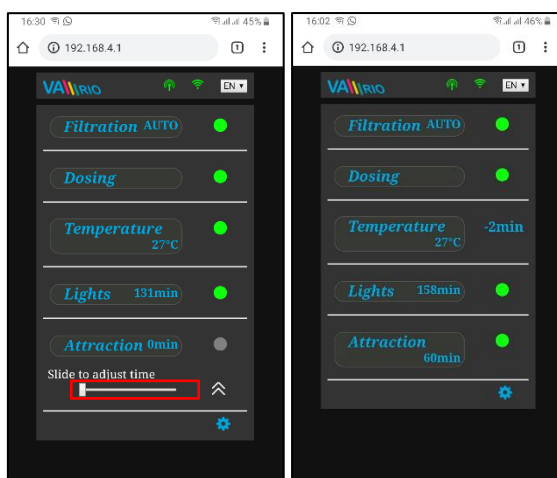 16:30
45%
192.168.4.1
1
VA RIO
EN
Filtration AUTO
Dosing
Temperature
27°C
Lights 131min
Attraction 0min
Slide to adjust time
16:02
46%
192.168.4.1
1
VA RIO
EN
Filtration AUTO
Dosing
Temperature -2min
27°C
Lights 158min
Attraction
60min